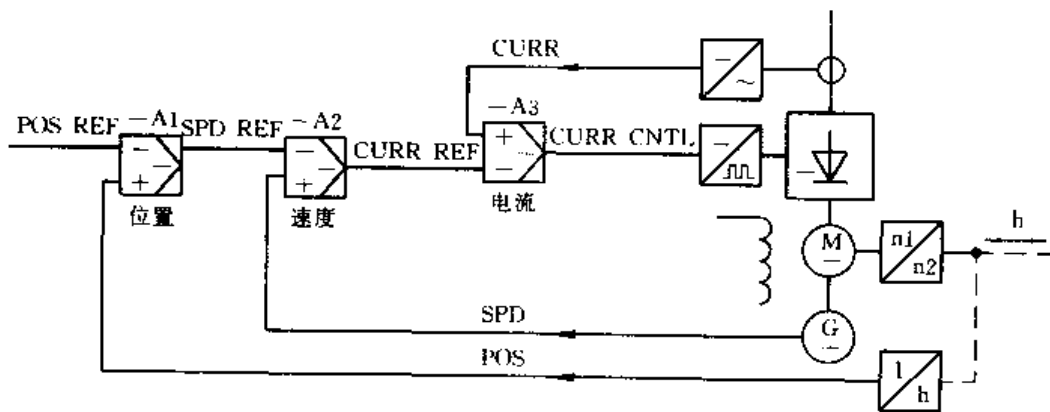 CURR
-A1
-A2
-A3
POS REF
SPD REF
CURR REF
CURR CNTL
位置
速度
电流
M
n1
n2
h
SPD
G
POS
1
h